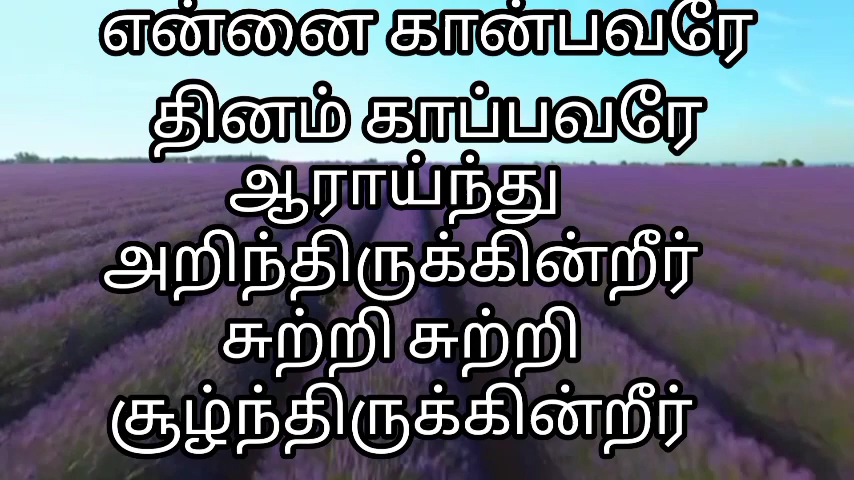 என்னை கான்பவரே
தினம் காப்பவரே
ஆராய்ந்து
அறிந்திருக்கின்றீர்
சுற்றி சுற்றி
சூழ்ந்திருக்கின்றீர்